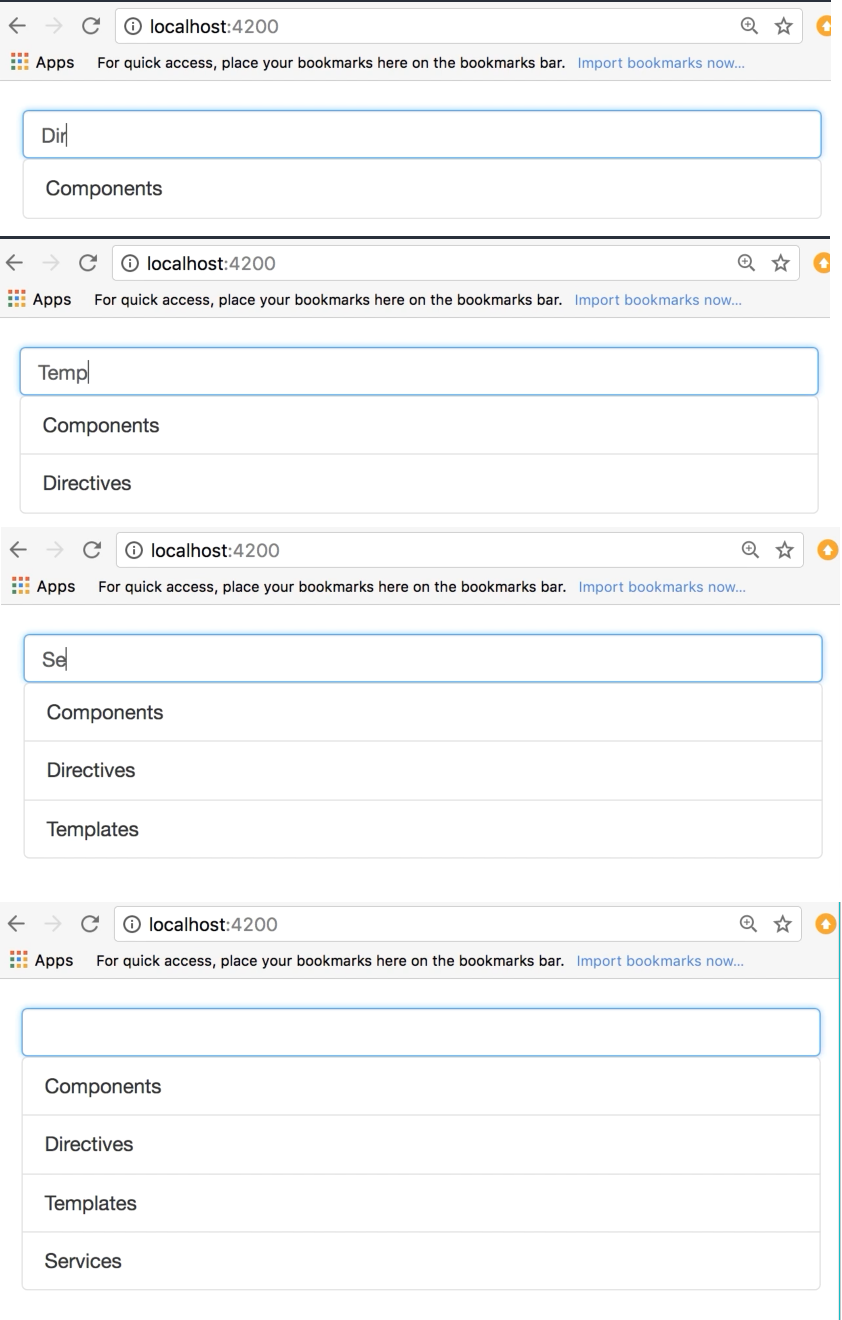 localhost:4200
Apps For quick access, place your bookmarks here on the bookmarks bar. Import bookmarks now...
Dir
Components
localhost:4200
Apps For quick access, place your bookmarks here on the bookmarks bar. Import bookmarks now...
Temp
Components
Directives
localhost:4200
Apps For quick access, place your bookmarks here on the bookmarks bar. Import bookmarks now...
Se
Components
Directives
Templates
localhost:4200
Apps For quick access, place your bookmarks here on the bookmarks bar. Import bookmarks now...
Components
Directives
Templates
Services